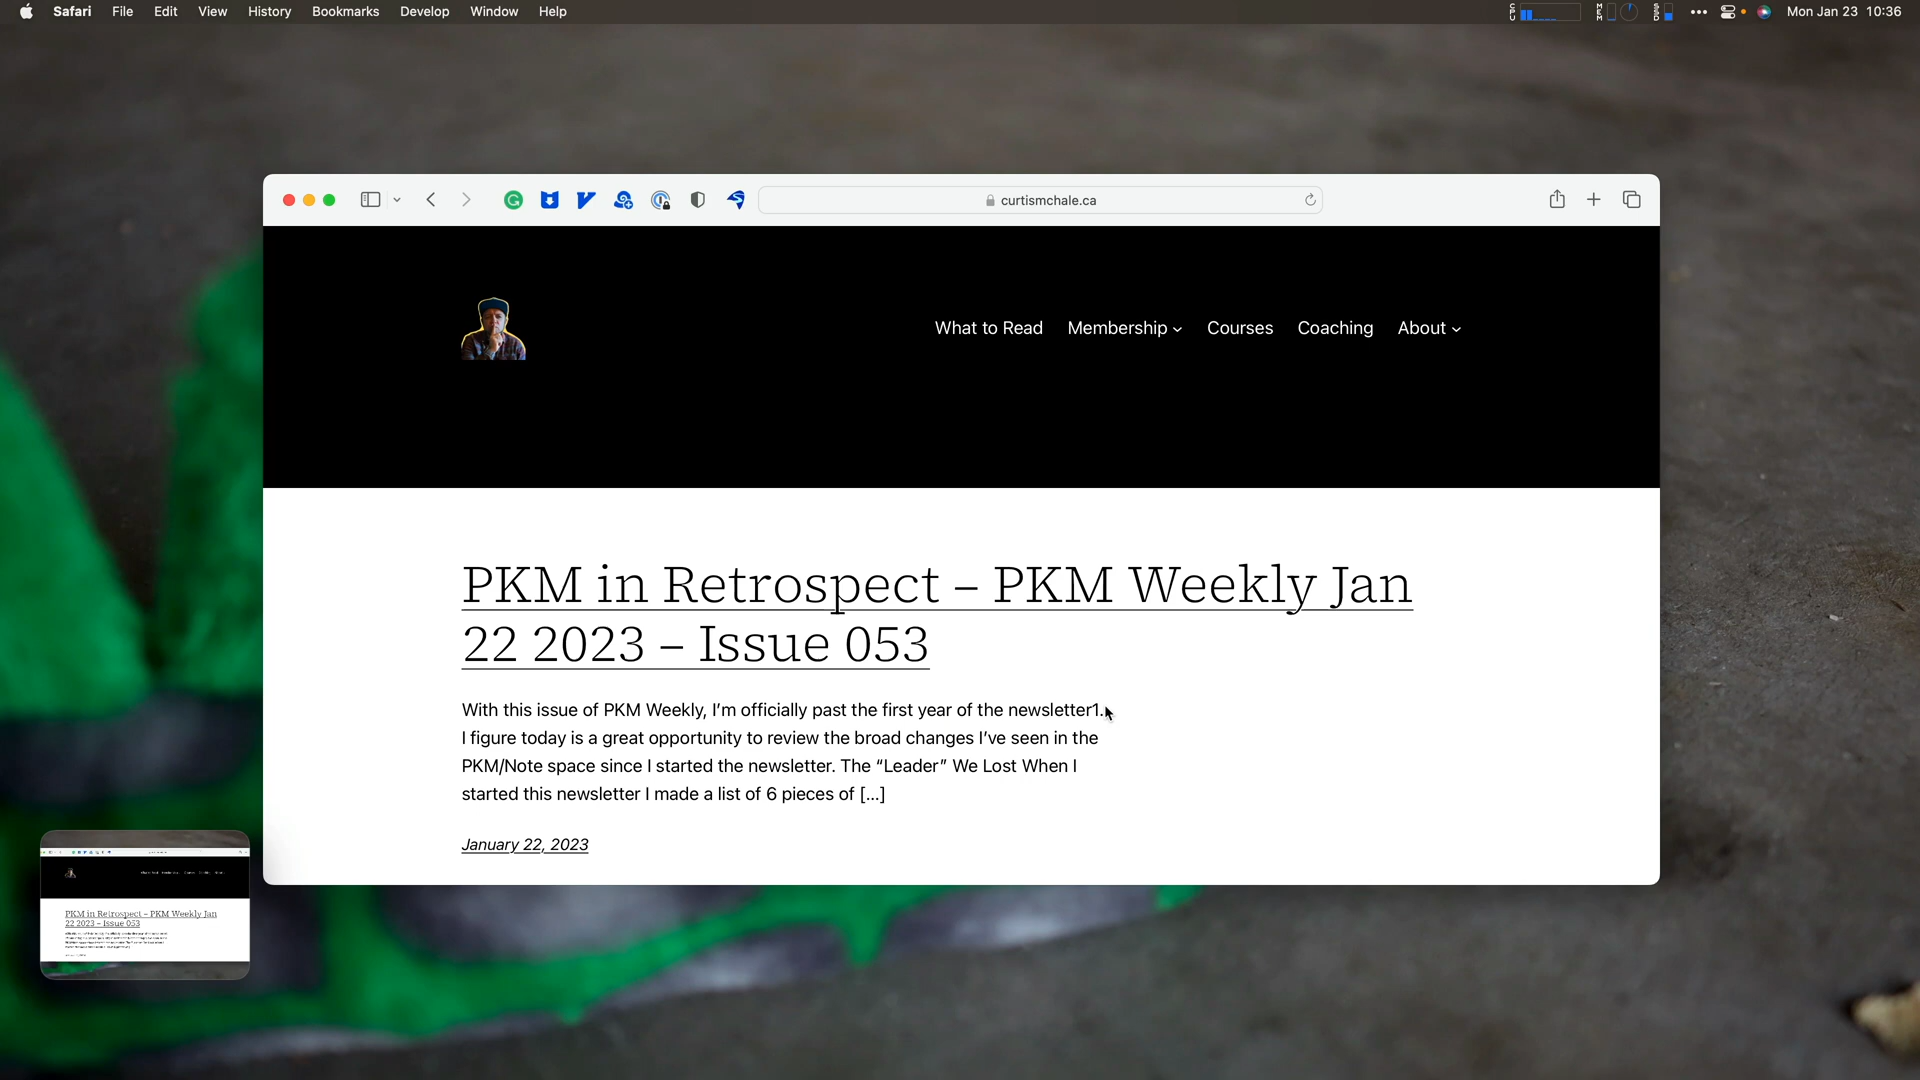 Safari File Edit View History Bookmarks Develop Window Help
CPU MEM SSD Mon Jan 23 10:36
curtismchale.ca
What to Read Membership Courses Coaching About
PKM in Retrospect – PKM Weekly Jan
22 2023 – Issue 053
With this issue of PKM Weekly, I’m officially past the first year of the newsletter1.
I figure today is a great opportunity to review the broad changes I’ve seen in the
PKM/Note space since I started the newsletter. The “Leader” We Lost When I
started this newsletter I made a list of 6 pieces of […]
January 22, 2023
PKM in Retrospect – PKM Weekly Jan
22 2023 – Issue 053